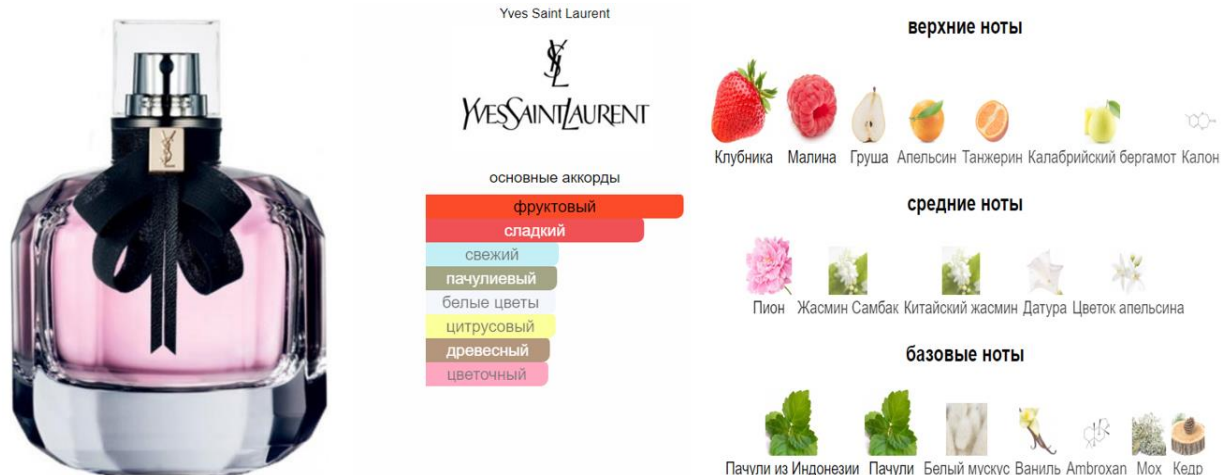 Yves Saint Laurent
YSL
YVESSAINTLAURENT
основные аккорды
фруктовый
сладкий
свежий
пачулиевый
белые цветы
цитрусовый
древесный
цветочный
верхние ноты
Клубника Малина Груша Апельсин Танжерин Калабрийский бергамот Калон
средние ноты
Пион Жасмин Самбак Китайский жасмин Датура Цветок апельсина
базовые ноты
Пачули из Индонезии Пачули Белый мускус Ваниль Ambroxan Мох Кедр